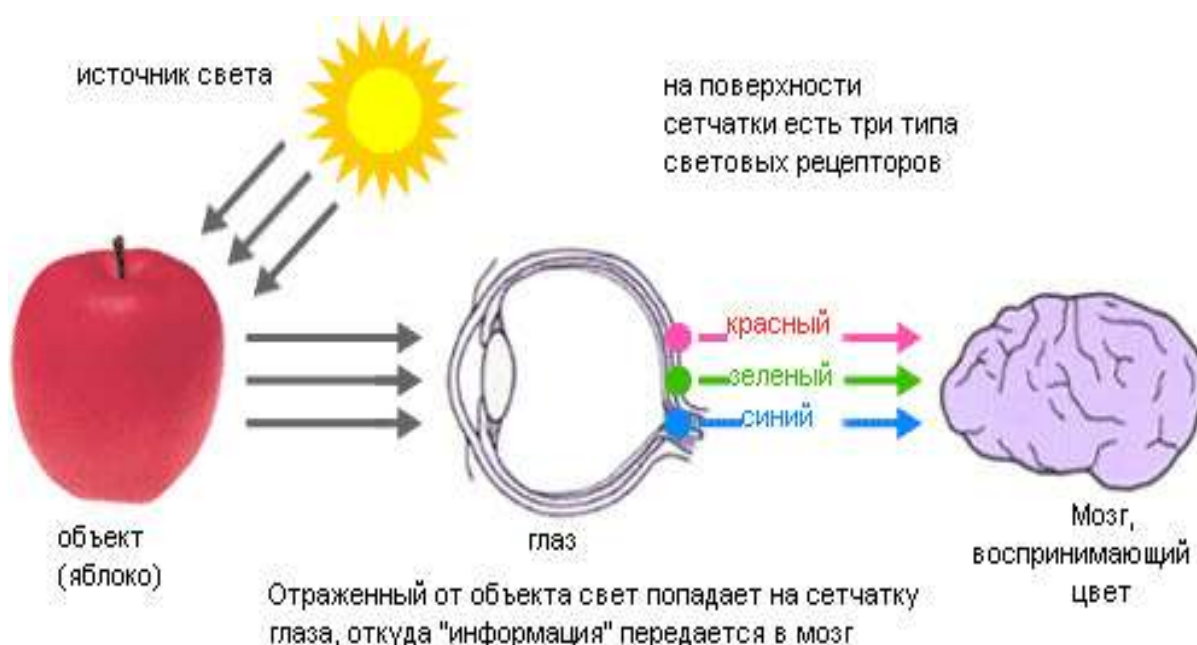 источник света
на поверхности
сетчатки есть три типа
световых рецепторов
красный
зеленый
синий
объект
(яблоко)
глаз
Мозг,
воспринимающий
цвет
Отраженный от объекта свет попадает на сетчатку
глаза, откуда "информация" передается в мозг